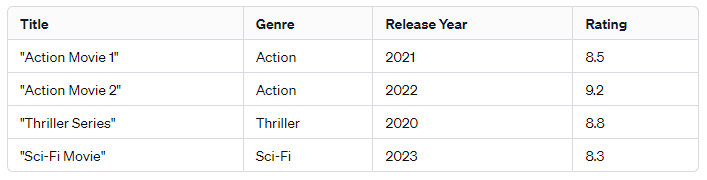 Title Genre Release Year Rating
"Action Movie 1" Action 2021 8.5
"Action Movie 2" Action 2022 9.2
"Thriller Series" Thriller 2020 8.8
"Sci-Fi Movie" Sci-Fi 2023 8.3